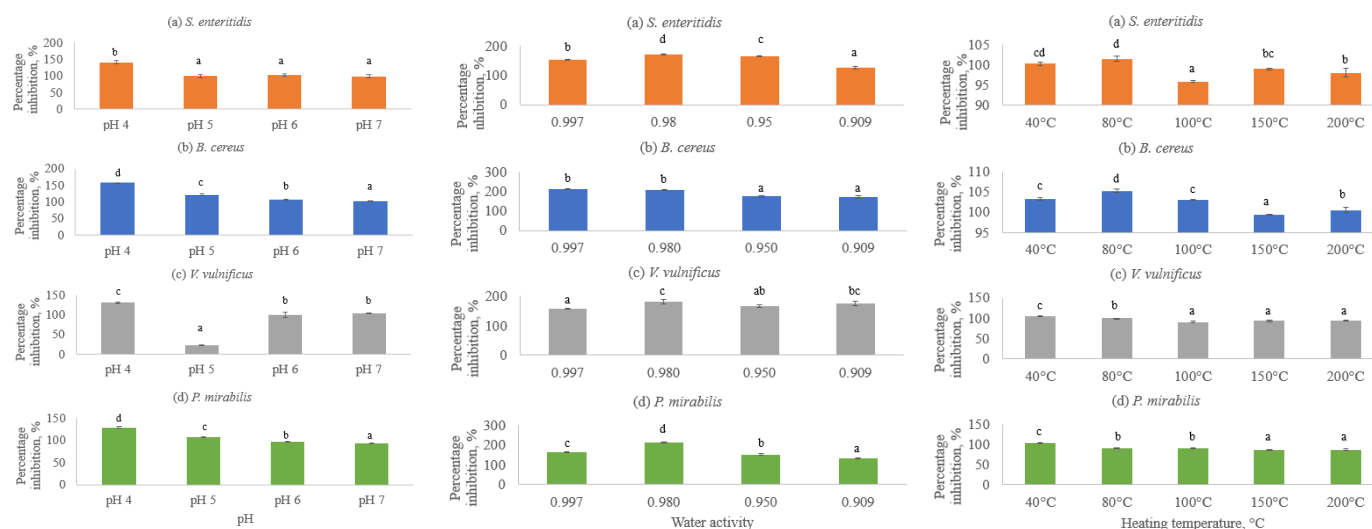 (a) S. enteritidis
Percentage
inhibition, %
200
150
100
50
0
b
a
a
a
pH 4
pH 5
pH 6
pH 7
(b) B. cereus
Percentage
inhibition, %
200
150
100
50
0
d
c
b
a
pH 4
pH 5
pH 6
pH 7
(c) V. vulnificus
Percentage
inhibition, %
150
100
50
0
c
a
b
b
pH 4
pH 5
pH 6
pH 7
(d) P. mirabilis
Percentage
inhibition, %
150
100
50
0
d
c
b
a
pH 4
pH 5
pH 6
pH 7
pH
(a) S. enteritidis
Percentage
nhibition, %
200
100
0
b
d
c
a
0.997
0.98
0.95
0.909
(b) B. cereus
Percentage
inhibition, %
300
200
100
0
b
b
a
a
0.997
0.980
0.950
0.909
(c) V. vulnificus
Percentage
inhibition, %
200
100
0
a
c
ab
bc
0.997
0.980
0.950
0.909
(d) P. mirabilis
Percentage
inhibition, %
300
200
100
0
c
d
b
a
0.997
0.980
0.950
0.909
Water activity
(a) S. enteritidis
Percentage
inhibition, %
105
100
95
90
cd
d
a
bc
b
40°C
80°C
100°C
150°C
200°C
(b) B. cereus
Percentage
inhibition, %
110
105
100
95
c
d
c
a
b
40°C
80°C
100°C
150°C
200°C
(c) V. vulnificus
Percentage
inhibition, %
150
100
50
0
c
b
a
a
a
40°C
80°C
100°C
150°C
200°C
(d) P. mirabilis
Percentage
inhibition, %
150
100
50
0
c
b
b
a
a
40°C
80°C
100°C
150°C
200°C
Heating temperature, °C